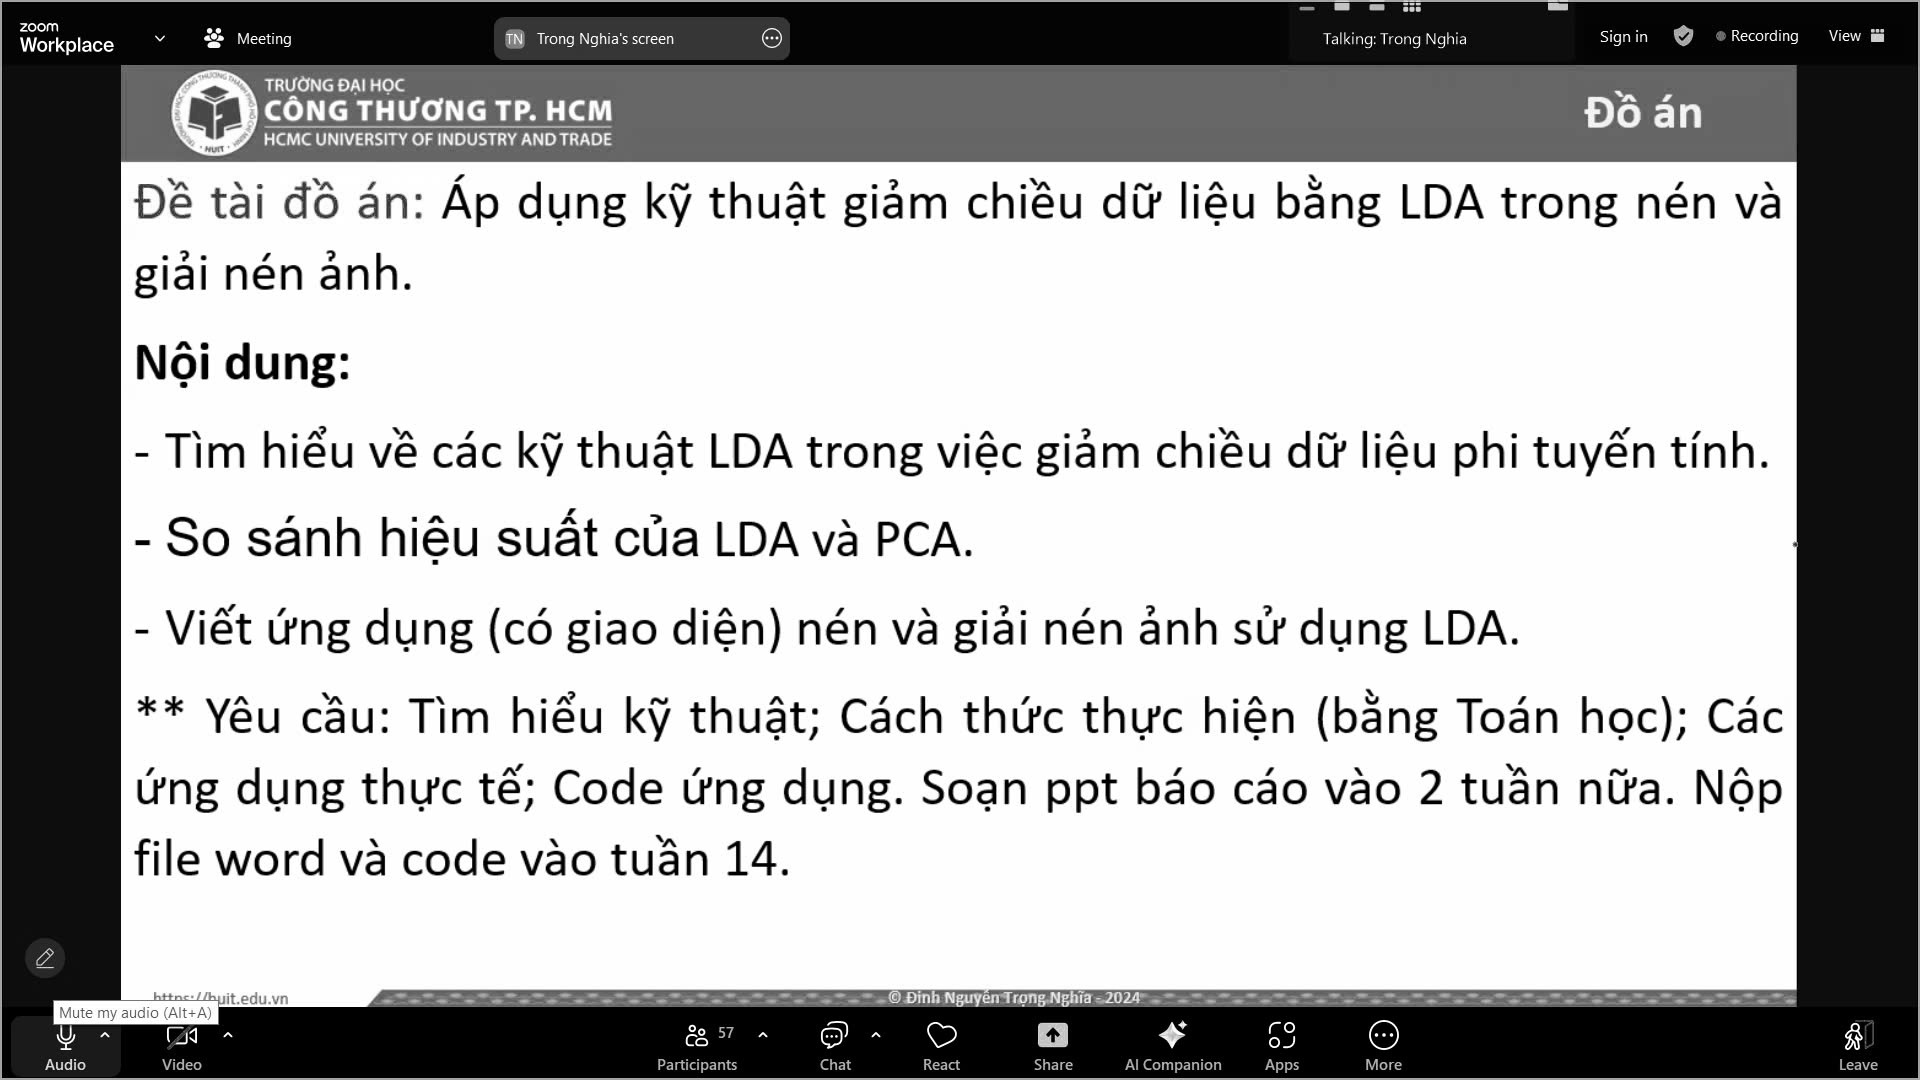 zoom
Workplace
Meeting
TN Trong Nghia's screen
Talking: Trong Nghia
Sign in
Recording
View
TRƯỜNG ĐẠI HỌC
CÔNG THƯƠNG TP. HCM
HCMC UNIVERSITY OF INDUSTRY AND TRADE
HUIT
Đồ án
Đề tài đồ án: Áp dụng kỹ thuật giảm chiều dữ liệu bằng LDA trong nén và
giải nén ảnh.
Nội dung:
- Tìm hiểu về các kỹ thuật LDA trong việc giảm chiều dữ liệu phi tuyến tính.
- So sánh hiệu suất của LDA và PCA.
- Viết ứng dụng (có giao diện) nén và giải nén ảnh sử dụng LDA.
** Yêu cầu: Tìm hiểu kỹ thuật; Cách thức thực hiện (bằng Toán học); Các
ứng dụng thực tế; Code ứng dụng. Soạn ppt báo cáo vào 2 tuần nữa. Nộp
file word và code vào tuần 14.
https://huit.edu.vn
© Đinh Nguyễn Trọng Nghĩa - 2024
Mute my audio (Alt+A)
Audio
Video
57
Participants
Chat
React
Share
AI Companion
Apps
More
Leave